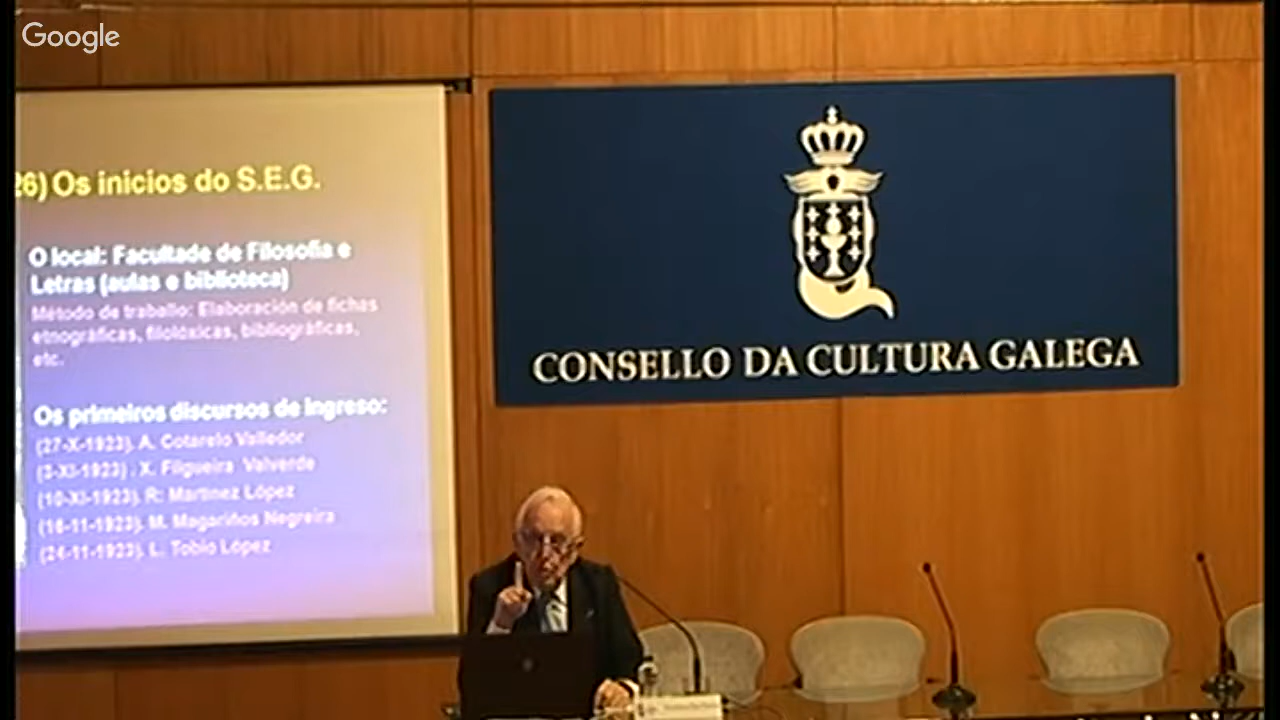 Google
26) Os inicios do S.E.G.
O local: Facultade de Filosofía e
Letras (aulas e biblioteca)
Método de traballo: Elaboración de fichas
etnográficas, filolóxicas, bibliográficas,
etc.
Os primeiros discursos de ingreso:
(27-X-1923). A. Cotarelo Valledor
(3-XI-1923) . X. Filgueira Valverde
(10-XI-1923). R: Martínez López
(16-11-1923). M. Magariños Negreira
(24-11-1923). L. Tobío López
CONSELLO DA CULTURA GALEGA